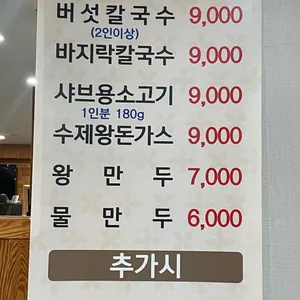 버섯칼국수 9,000
(2인이상)
바지락칼국수 9,000
샤브용소고기 9,000
1인분 180g
수제왕돈가스 9,000
왕만두 7,000
물만두 6,000
추가시